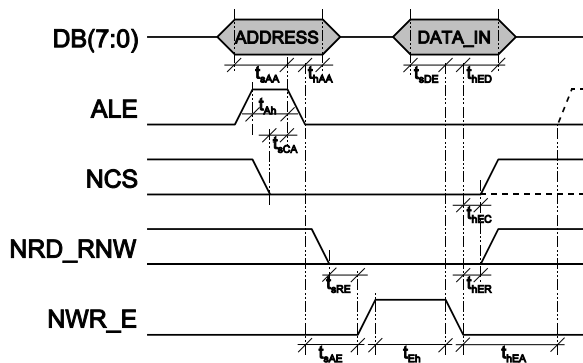 DB(7:0) ADDRESS DATA_IN
tsAA thAA tsDE thED
ALE tAh
tsCA
NCS
thEC
NRD_RNW
tsRE thER
NWR_E
tsAE tEh thEA